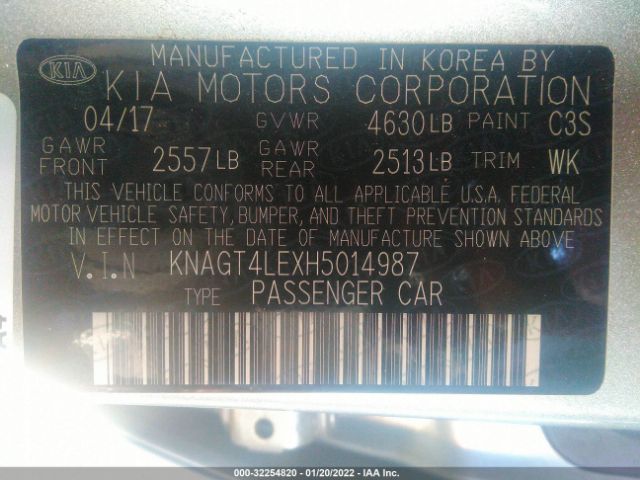 MANUFACTURED IN KOREA BY
KIA
KIA MOTORS CORPORATION
04/17 GVWR 4630LB PAINT C3S
GAWR FRONT 2557LB GAWR REAR 2513LB TRIM WK
THIS VEHICLE CONFORMS TO ALL APPLICABLE U.S.A. FEDERAL
MOTOR VEHICLE SAFETY, BUMPER, AND THEFT PREVENTION STANDARDS
IN EFFECT ON THE DATE OF MANUFACTURE SHOWN ABOVE
V.I.N KNAGT4LEXH5014987
TYPE PASSENGER CAR
000-32254820 - 01/20/2022 - IAA Inc.